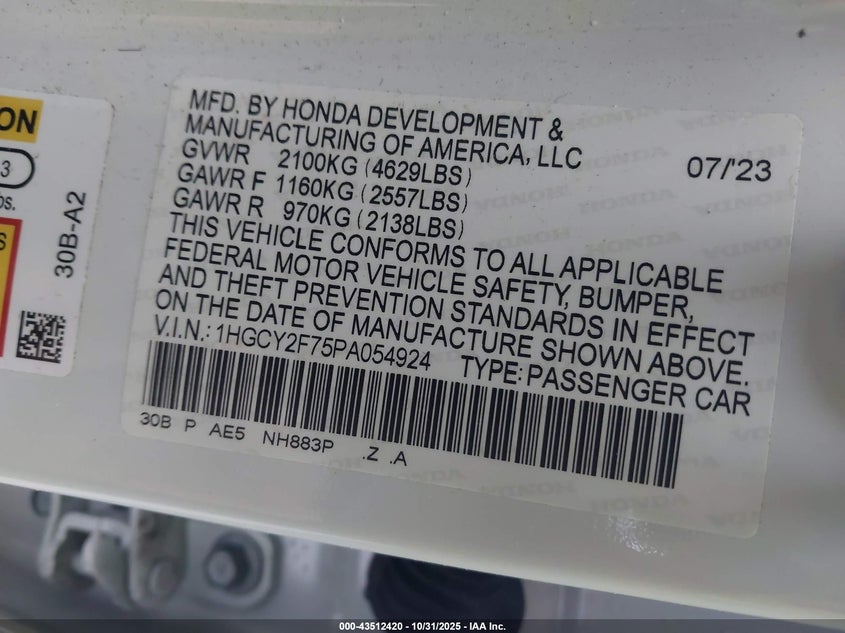 ON
3
bs.
S
30B-A2
MFD. BY HONDA DEVELOPMENT &
MANUFACTURING OF AMERICA, LLC
GVWR 2100KG (4629LBS) 07/'23
GAWR F 1160KG (2557LBS)
GAWR R 970KG (2138LBS)
THIS VEHICLE CONFORMS TO ALL APPLICABLE
FEDERAL MOTOR VEHICLE SAFETY, BUMPER,
AND THEFT PREVENTION STANDARDS IN EFFECT
ON THE DATE OF MANUFACTURE SHOWN ABOVE.
V.I.N.: 1HGCY2F75PA054924 TYPE: PASSENGER CAR
30B P AE5 NH883P .Z .A
000-43512420 - 10/31/2025 - IAA Inc.